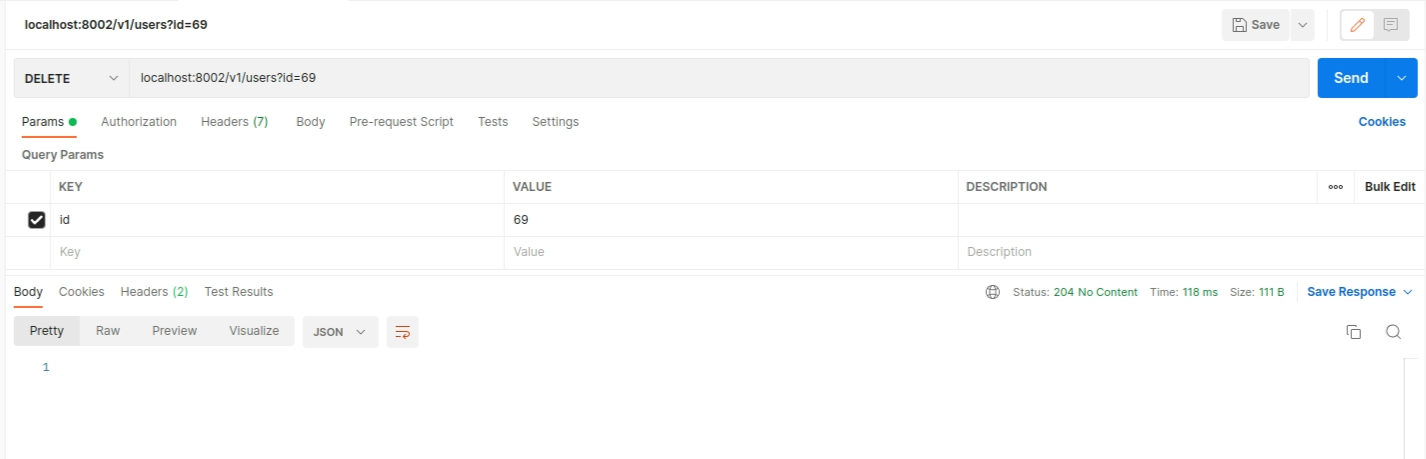 localhost:8002/v1/users?id=69 Save
DELETE localhost:8002/v1/users?id=69 Send
Params Authorization Headers (7) Body Pre-request Script Tests Settings Cookies
Query Params
KEY VALUE DESCRIPTION ooo Bulk Edit
id 69
Key Value Description
Body Cookies Headers (2) Test Results Status: 204 No Content Time: 118 ms Size: 111 B Save Response
Pretty Raw Preview Visualize JSON
1